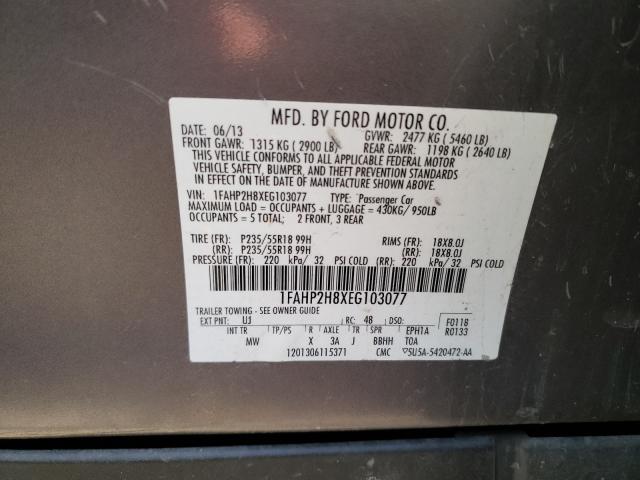 MFD. BY FORD MOTOR CO.
DATE: 06/13 GVWR: 2477 KG (5460 LB)
FRONT GAWR: 1315 KG (2900 LB) REAR GAWR: 1198 KG (2640 LB)
THIS VEHICLE CONFORMS TO ALL APPLICABLE FEDERAL MOTOR
VEHICLE SAFETY, BUMPER, AND THEFT PREVENTION STANDARDS
IN EFFECT ON THE DATE OF MANUFACTURE SHOWN ABOVE.
VIN: 1FAHP2H8XEG103077 TYPE: Passenger Car
MAXIMUM LOAD = OCCUPANTS + LUGGAGE = 430KG/ 950LB
OCCUPANTS = 5 TOTAL; 2 FRONT, 3 REAR
TIRE (FR): P235/55R18 99H RIMS (FR): 18X8.0J
(RR): P235/55R18 99H (RR): 18X8.0J
PRESSURE (FR): 220 kPa/ 32 PSI COLD (RR): 220 kPa/ 32 PSI COLD
1FAHP2H8XEG103077
TRAILER TOWING - SEE OWNER GUIDE
EXT PNT: UJ RC: 48 DSO: F0118
R0133
INT TR TP/PS R AXLE TR SPR EPH1A
MW X 3A J BBHH TOA
1201306115371 CMC ▽5U5A-5420472-AA